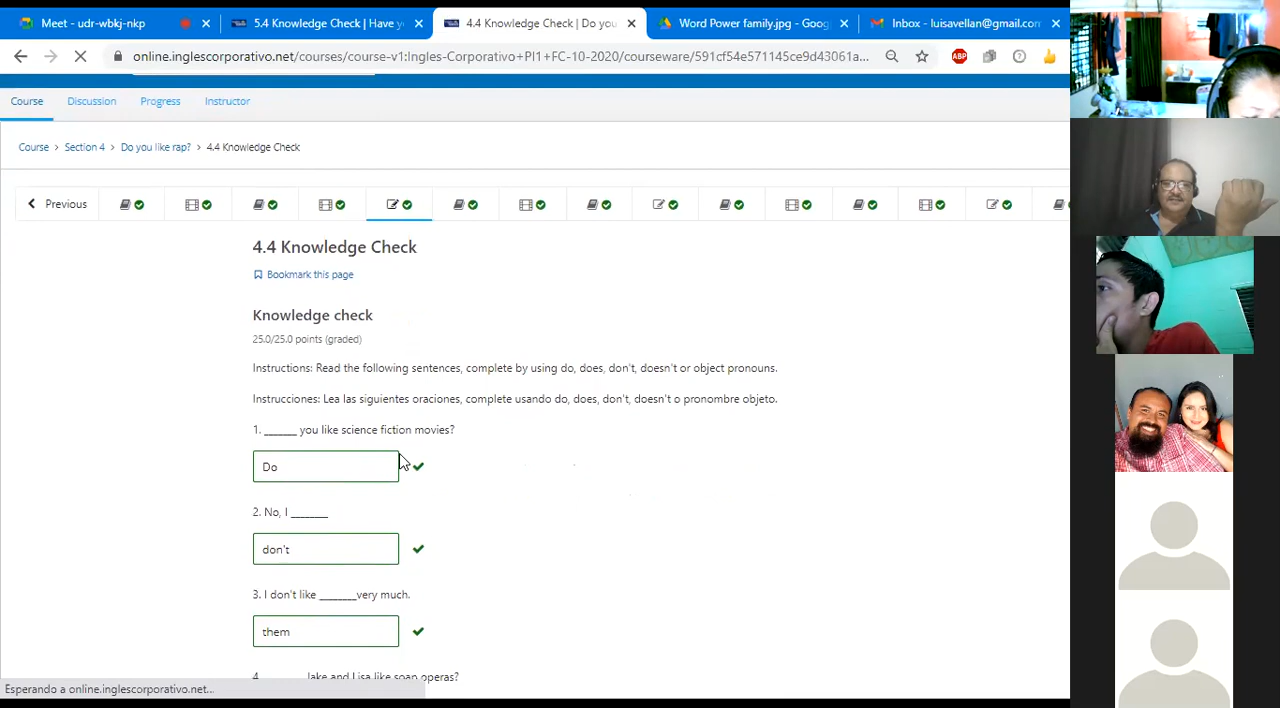 Meet - udr-wbkj-nkp
5.4 Knowledge Check | Have y
4.4 Knowledge Check | Do you
Word Power family.jpg - Goog
Inbox - luisavellan@gmail.com
online.inglescorporativo.net/courses/course-v1:Ingles-Corporativo+PI1+FC-10-2020/courseware/591cf54e571145ce9d43061a...
ABP
Course
Discussion
Progress
Instructor
Course > Section 4 > Do you like rap? > 4.4 Knowledge Check
Previous
4.4 Knowledge Check
Bookmark this page
Knowledge check
25.0/25.0 points (graded)
Instructions: Read the following sentences, complete by using do, does, don't, doesn't or object pronouns.
Instrucciones: Lea las siguientes oraciones, complete usando do, does, don't, doesn't o pronombre objeto.
1. ______ you like science fiction movies?
Do
2. No, I _______
don't
3. I don't like _______very much.
them
4. ______ Jake and Lisa like soap operas?
Esperando a online.inglescorporativo.net...